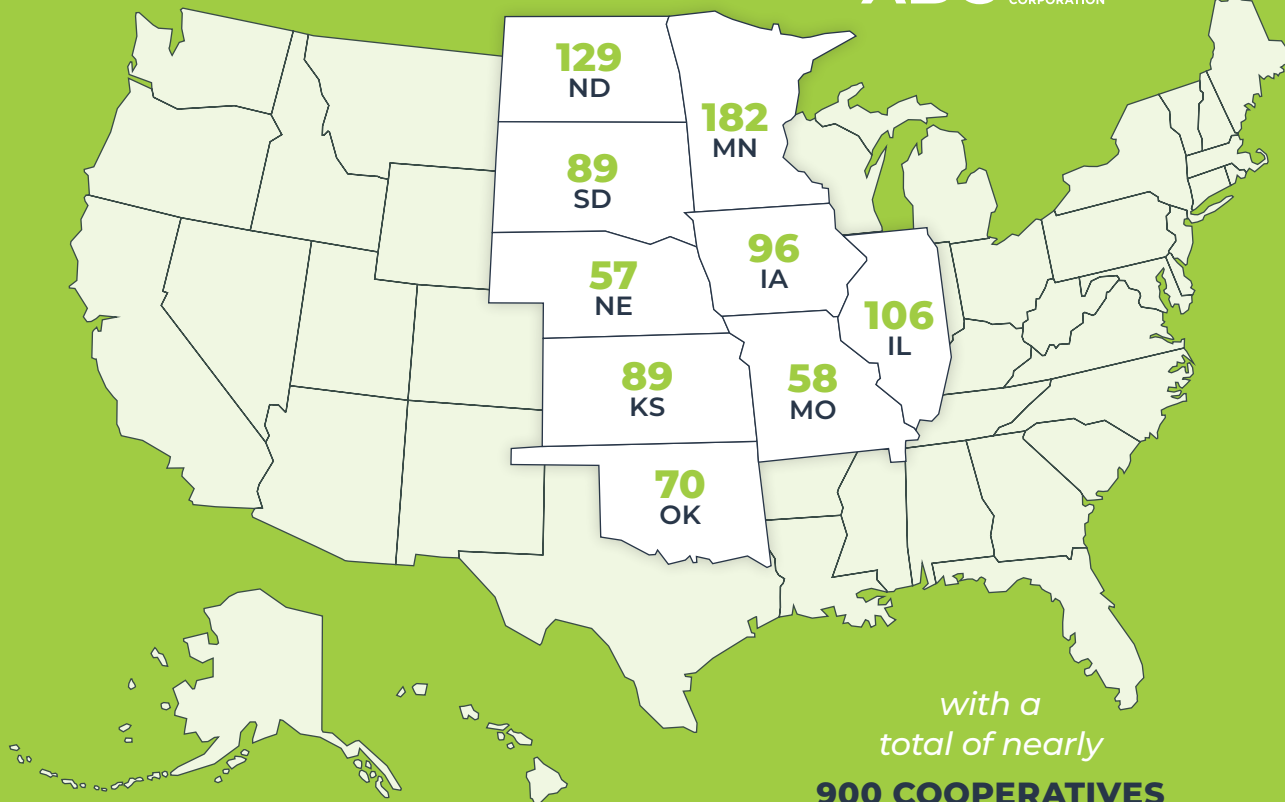 CORPORATION
129
ND
182
MN
89
SD
96
IA
57
NE
106
IL
89
KS
58
MO
70
OK
with a
total of nearly
900 COOPERATIVES